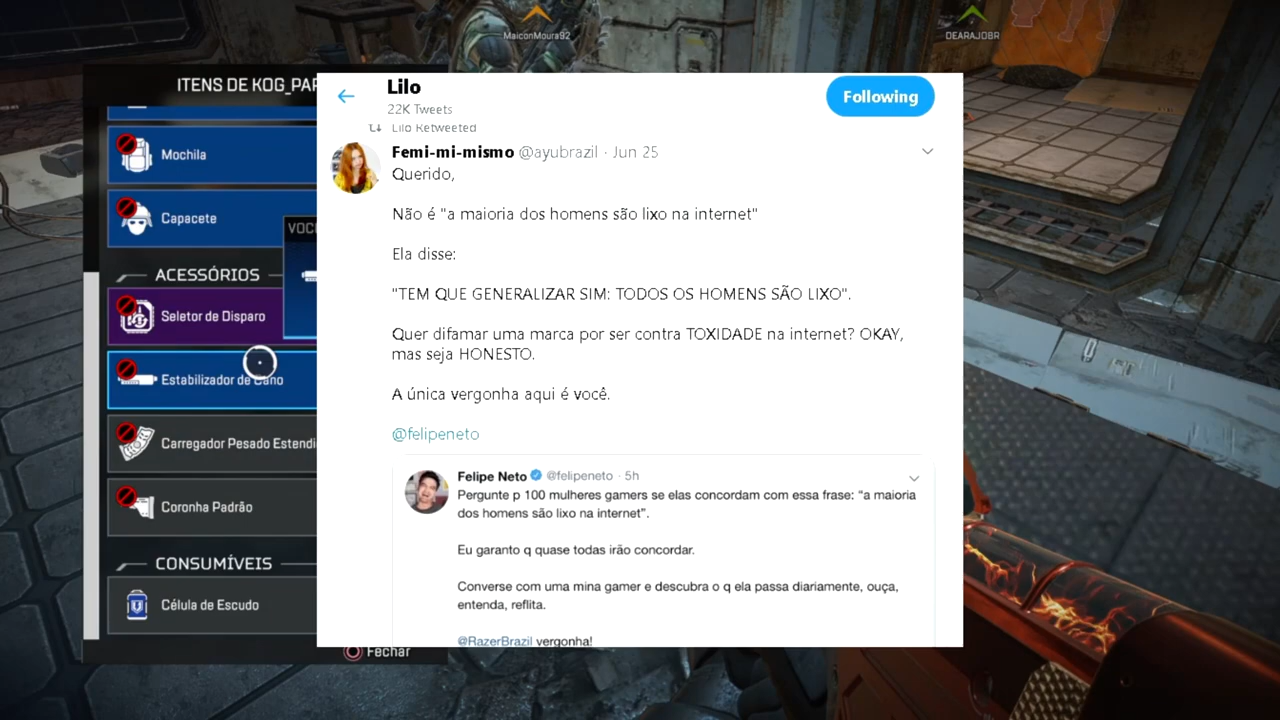 MaiconMoura92
DEARAJOBR
ITENS DE KOG_PAR
Mochila
Capacete
VOCÊ
ACESSÓRIOS
Seletor de Disparo
Estabilizador de Cano
Carregador Pesado Estendi
Coronha Padrão
CONSUMÍVEIS
Célula de Escudo
Fechar
Lilo
22K Tweets
Following
Lilo Retweeted
Femi-mi-mismo @ayubrazil · Jun 25
Querido,
Não é "a maioria dos homens são lixo na internet"
Ela disse:
"TEM QUE GENERALIZAR SIM: TODOS OS HOMENS SÃO LIXO".
Quer difamar uma marca por ser contra TOXIDADE na internet? OKAY,
mas seja HONESTO.
A única vergonha aqui é você.
@felipeneto
Felipe Neto @felipeneto · 5h
Pergunte p 100 mulheres gamers se elas concordam com essa frase: "a maioria
dos homens são lixo na internet".
Eu garanto q quase todas irão concordar.
Converse com uma mina gamer e descubra o q ela passa diariamente, ouça,
entenda, reflita.
@RazerBrazil vergonha!